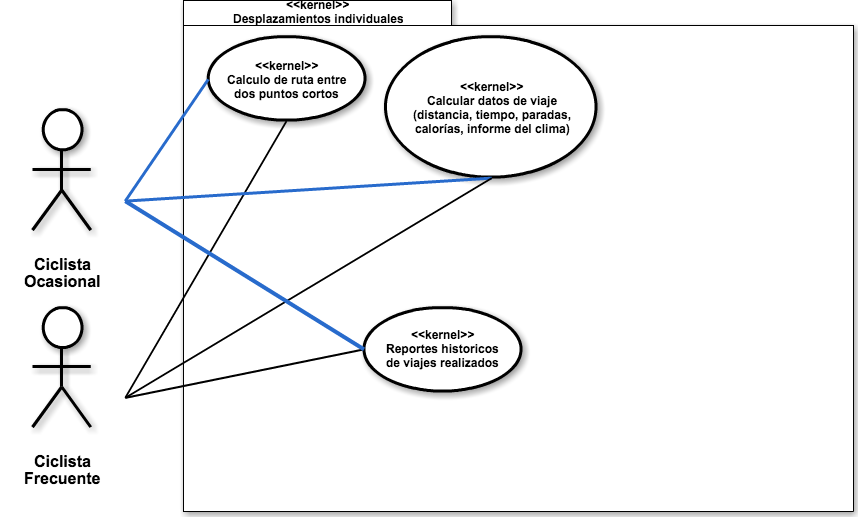 <<kernel>>
Desplazamientos individuales
<<kernel>>
Calculo de ruta entre
dos puntos cortos
<<kernel>>
Calcular datos de viaje
(distancia, tiempo, paradas,
calorías, informe del clima)
Ciclista
Ocasional
<<kernel>>
Reportes historicos
de viajes realizados
Ciclista
Frecuente